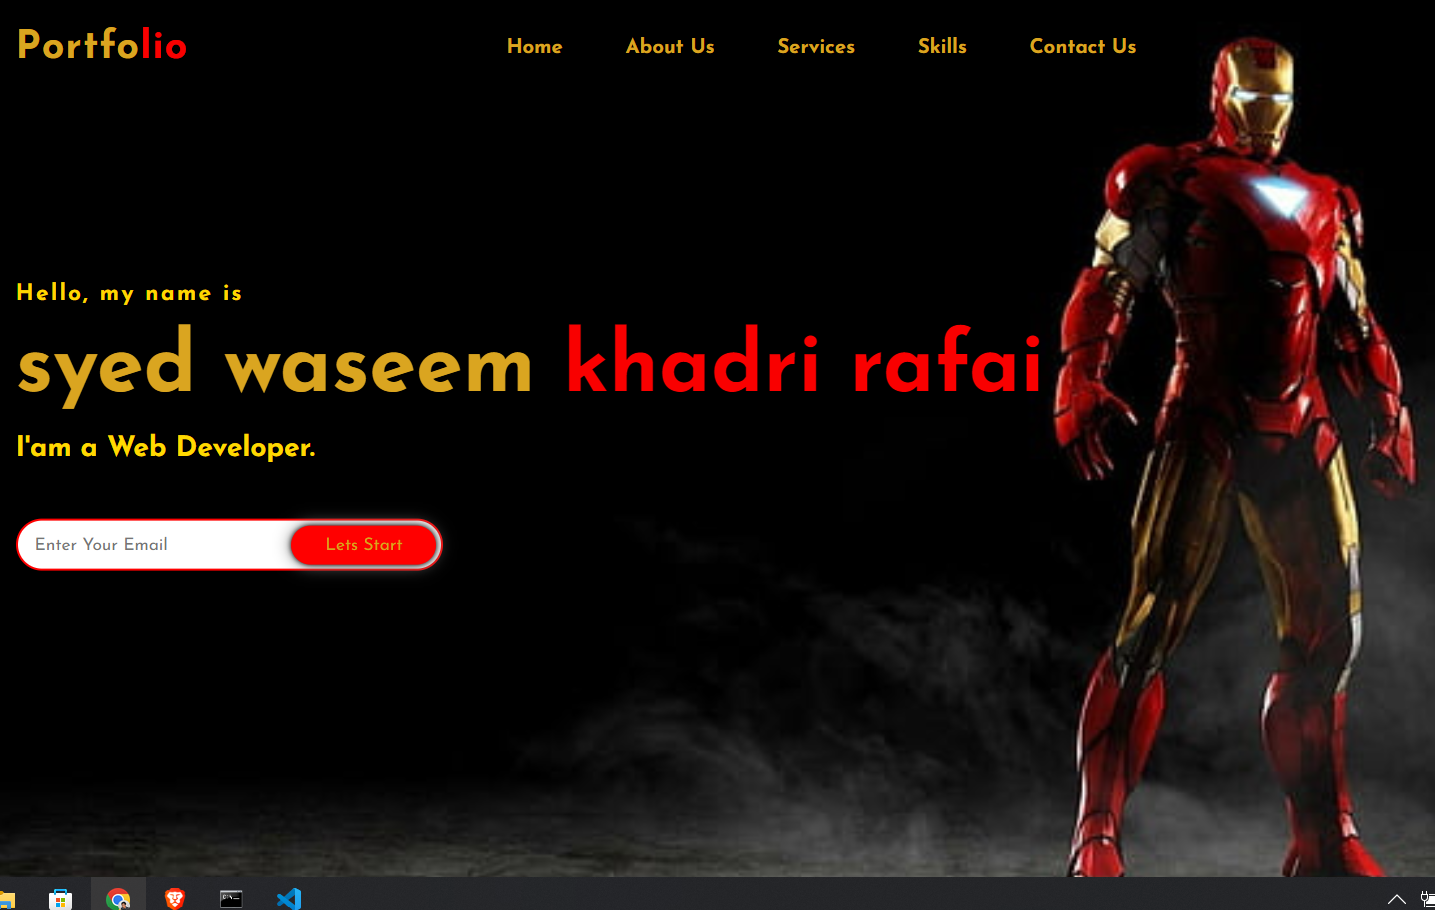 Portfolio
Home About Us Services Skills Contact Us
Hello, my name is
syed waseem khadri rafai
I'am a Web Developer.
Enter Your Email Lets Start